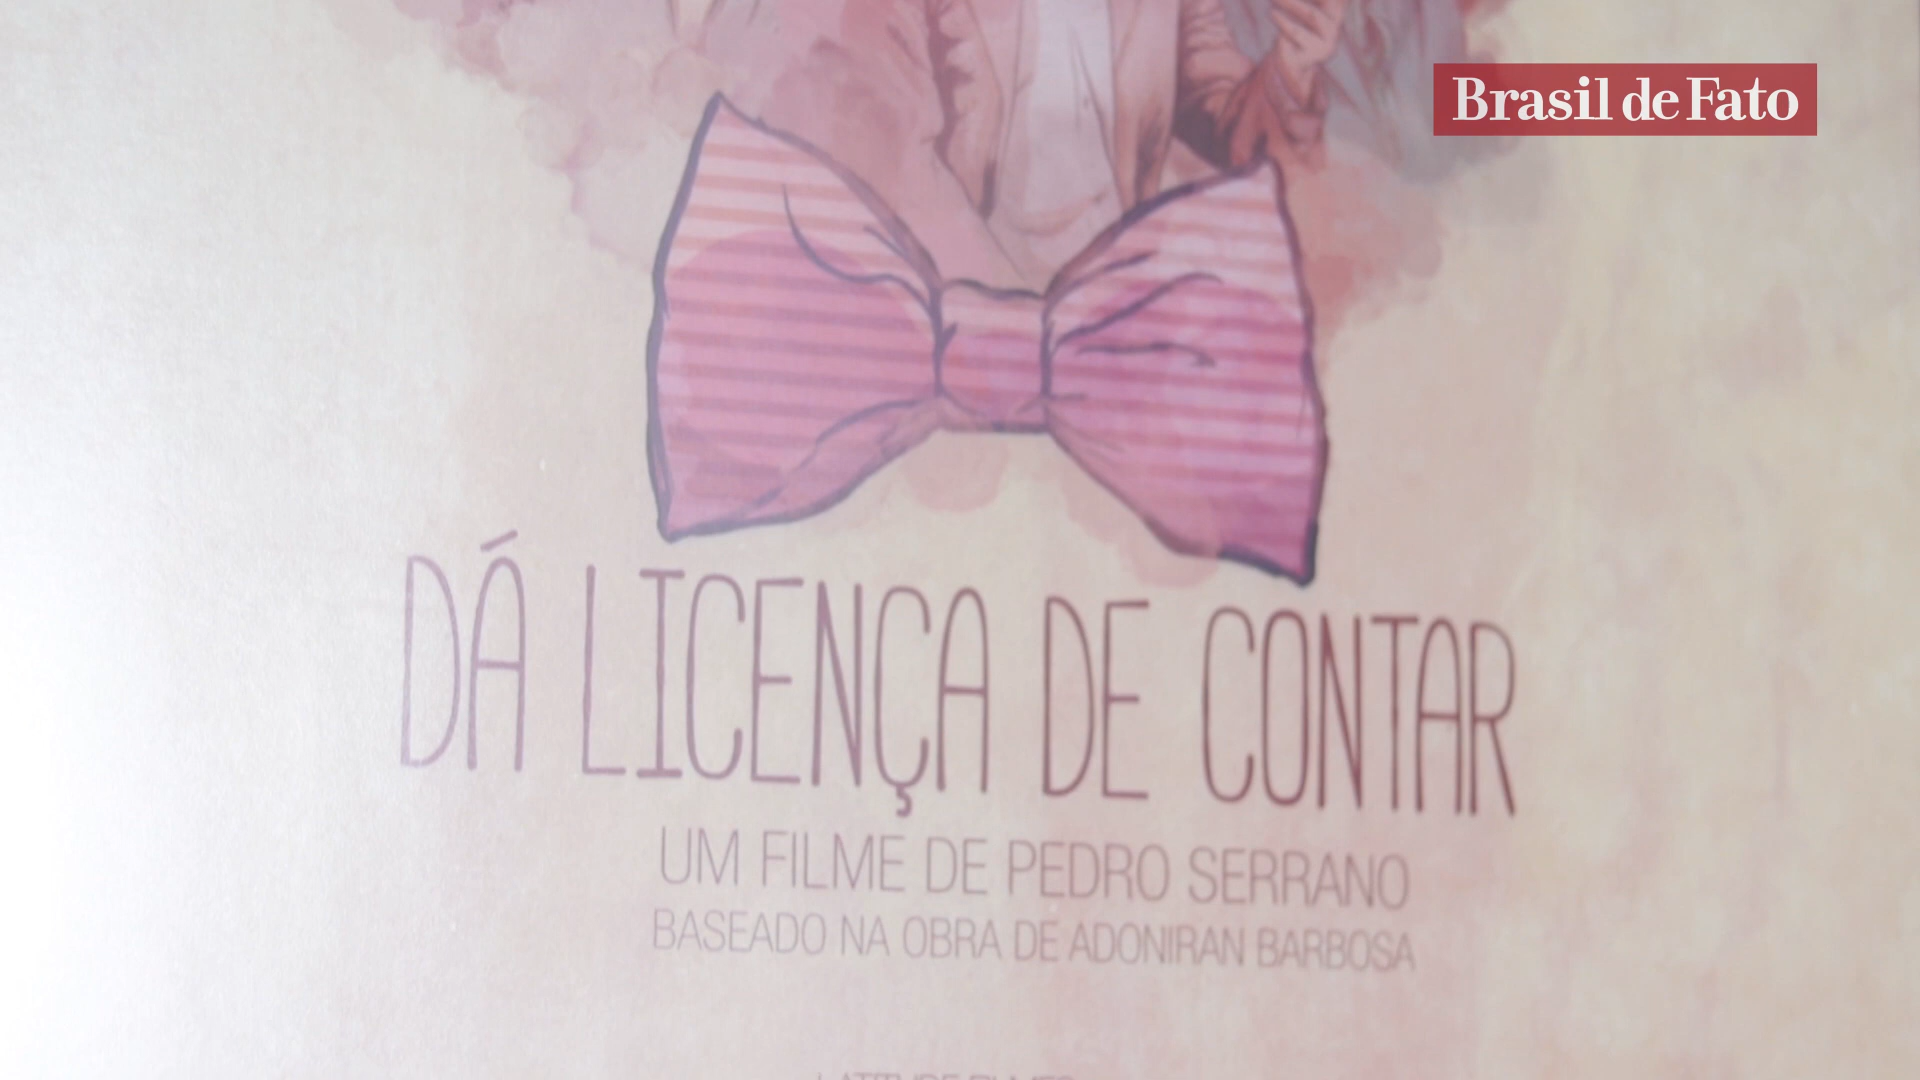 Brasil de Fato
DÁ LICENÇA DE CONTAR
UM FILME DE PEDRO SERRANO
BASEADO NA OBRA DE ADONIRAN BARBOSA